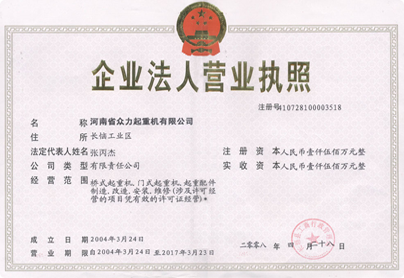 企业法人营业执照
注册号 410728100003518
名称 河南省众力起重机有限公司
住所 长垴工业区
法定代表人姓名 张丙杰
注册资本 人民币壹仟伍佰万元整
公司类型 有限责任公司
实收资本 人民币壹仟伍佰万元整
经营范围 桥式起重机,门式起重机,起重配件
制造,改造,安装,维修(涉及许可经
营的项目凭有效的许可证经营)*
成立日期 2004年3月24日
营业期限 自2004年3月24日至2017年3月23日
二零零八年四月二十八日